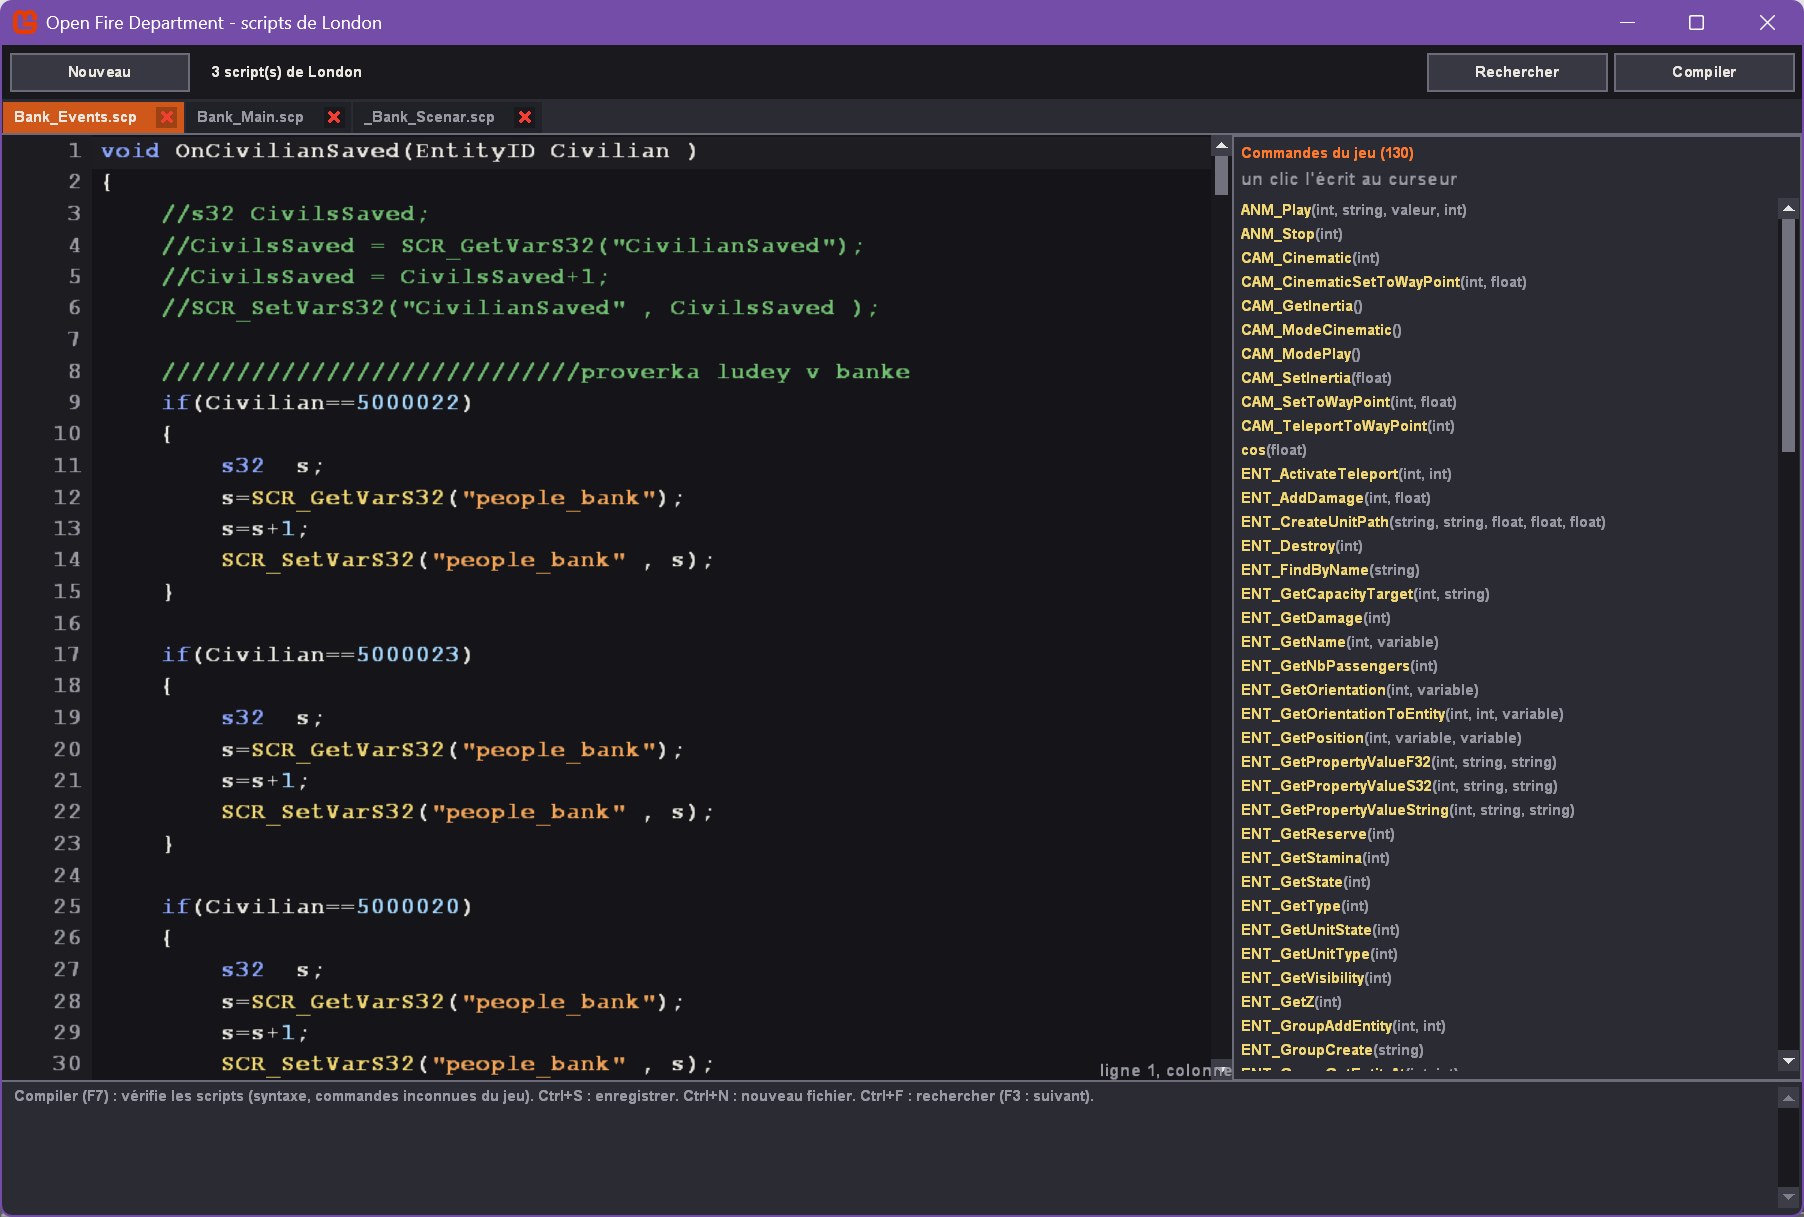 Open Fire Department - scripts de London
Nouveau
3 script(s) de London
Rechercher
Compiler
Bank_Events.scp
Bank_Main.scp
_Bank_Scenar.scp
1 void OnCivilianSaved(EntityID Civilian )
2 {
3 //s32 CivilsSaved;
4 //CivilsSaved = SCR_GetVarS32("CivilianSaved");
5 //CivilsSaved = CivilsSaved+1;
6 //SCR_SetVarS32("CivilianSaved" , CivilsSaved );
7
8 ////////////////////////////proverka ludey v banke
9 if(Civilian==5000022)
10 {
11 s32  s;
12 s=SCR_GetVarS32("people_bank");
13 s=s+1;
14 SCR_SetVarS32("people_bank" , s);
15 }
16
17 if(Civilian==5000023)
18 {
19 s32  s;
20 s=SCR_GetVarS32("people_bank");
21 s=s+1;
22 SCR_SetVarS32("people_bank" , s);
23 }
24
25 if(Civilian==5000020)
26 {
27 s32  s;
28 s=SCR_GetVarS32("people_bank");
29 s=s+1;
30 SCR_SetVarS32("people_bank" , s);
ligne 1, colonne
Commandes du jeu (130)
un clic l'écrit au curseur
ANM_Play(int, string, valeur, int)
ANM_Stop(int)
CAM_Cinematic(int)
CAM_CinematicSetToWayPoint(int, float)
CAM_GetInertia()
CAM_ModeCinematic()
CAM_ModePlay()
CAM_SetInertia(float)
CAM_SetToWayPoint(int, float)
CAM_TeleportToWayPoint(int)
cos(float)
ENT_ActivateTeleport(int, int)
ENT_AddDamage(int, float)
ENT_CreateUnitPath(string, string, float, float, float)
ENT_Destroy(int)
ENT_FindByName(string)
ENT_GetCapacityTarget(int, string)
ENT_GetDamage(int)
ENT_GetName(int, variable)
ENT_GetNbPassengers(int)
ENT_GetOrientation(int, variable)
ENT_GetOrientationToEntity(int, int, variable)
ENT_GetPosition(int, variable, variable)
ENT_GetPropertyValueF32(int, string, string)
ENT_GetPropertyValueS32(int, string, string)
ENT_GetPropertyValueString(int, string, string)
ENT_GetReserve(int)
ENT_GetStamina(int)
ENT_GetState(int)
ENT_GetType(int)
ENT_GetUnitState(int)
ENT_GetUnitType(int)
ENT_GetVisibility(int)
ENT_GetZ(int)
ENT_GroupAddEntity(int, int)
ENT_GroupCreate(string)
Compiler (F7) : vérifie les scripts (syntaxe, commandes inconnues du jeu). Ctrl+S : enregistrer. Ctrl+N : nouveau fichier. Ctrl+F : rechercher (F3 : suivant).